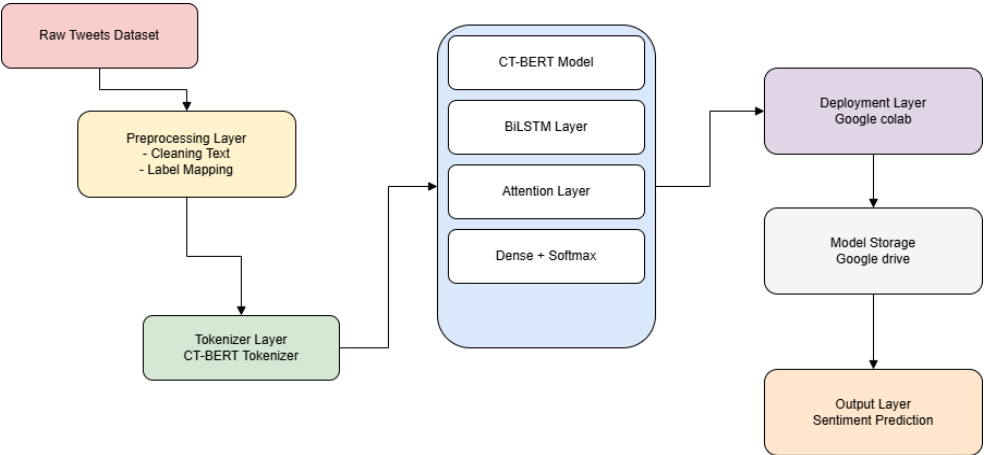 Raw Tweets Dataset
Preprocessing Layer
- Cleaning Text
- Label Mapping
Tokenizer Layer
CT-BERT Tokenizer
CT-BERT Model
BiLSTM Layer
Attention Layer
Dense + Softmax
Deployment Layer
Google colab
Model Storage
Google drive
Output Layer
Sentiment Prediction